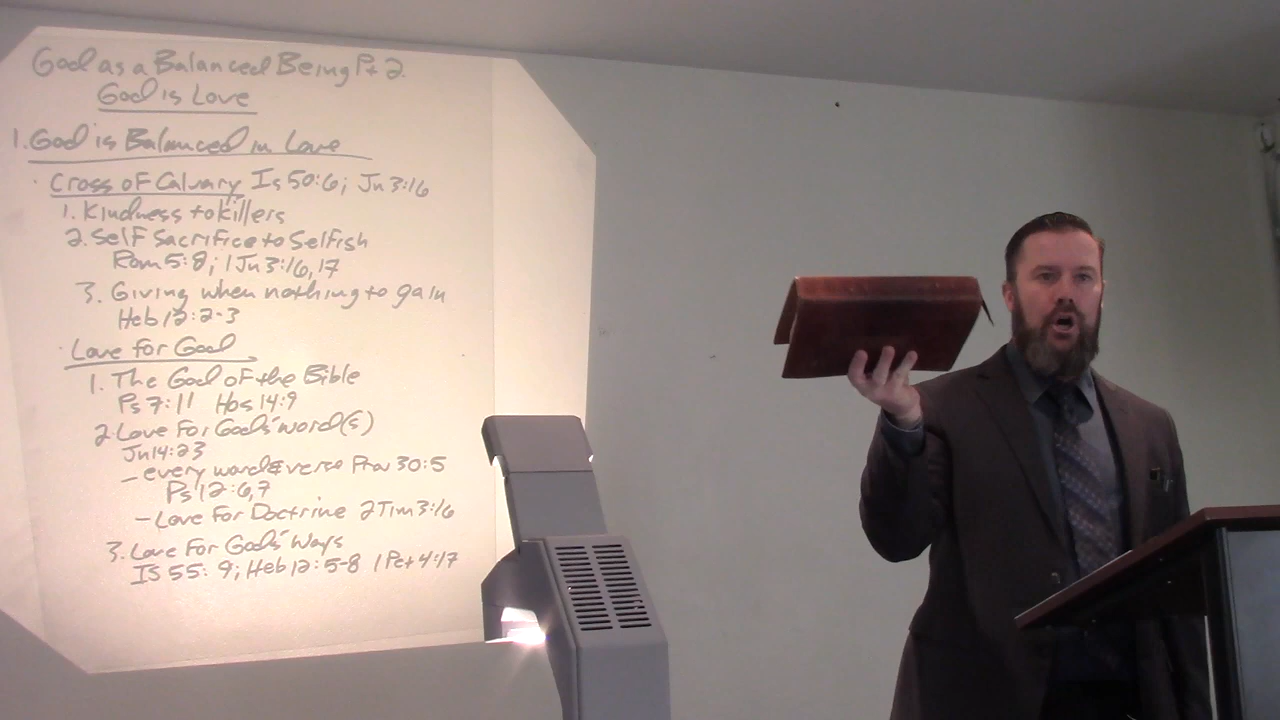 God as a Balanced Being Pt 2
God is Love
1. God is Balanced in Love
· Cross of Calvary Is 50:6; Jn 3:16
1. Kindness to killers
2. Self Sacrifice to Selfish
Rom 5:8; 1 Jn 3:16,17
3. Giving when nothing to gain
Heb 12:2-3
· Love for God
1. The God of the Bible
Ps 7:11 Hos 14:9
2. Love For God's word(s)
Jn 14:23
- every word & verse Prov 30:5
Ps 12:6,7
- Love For Doctrine 2 Tim 3:16
3. Love For God's Ways
IS 55:9; Heb 12:5-8 1 Pet 4:17